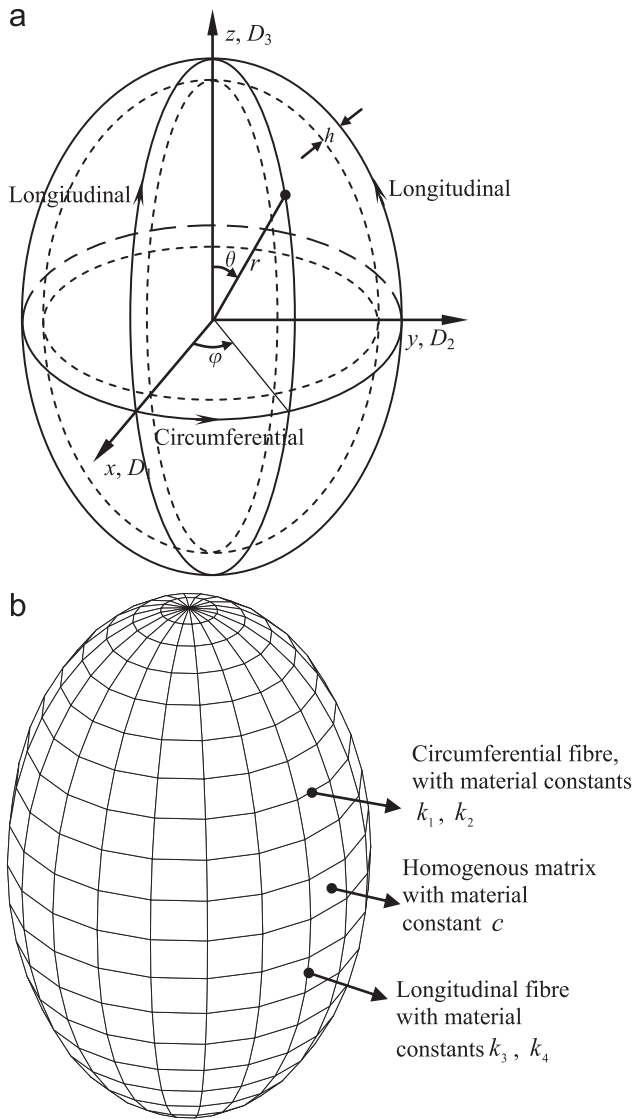 a
z, D₃
h
Longitudinal
Longitudinal
θ
r
y, D₂
φ
Circumferential
x, D₁
b
Circumferential fibre,
with material constants
k₁ , k₂
Homogenous matrix
with material
constant c
Longitudinal fibre
with material
constants k₃ , k₄